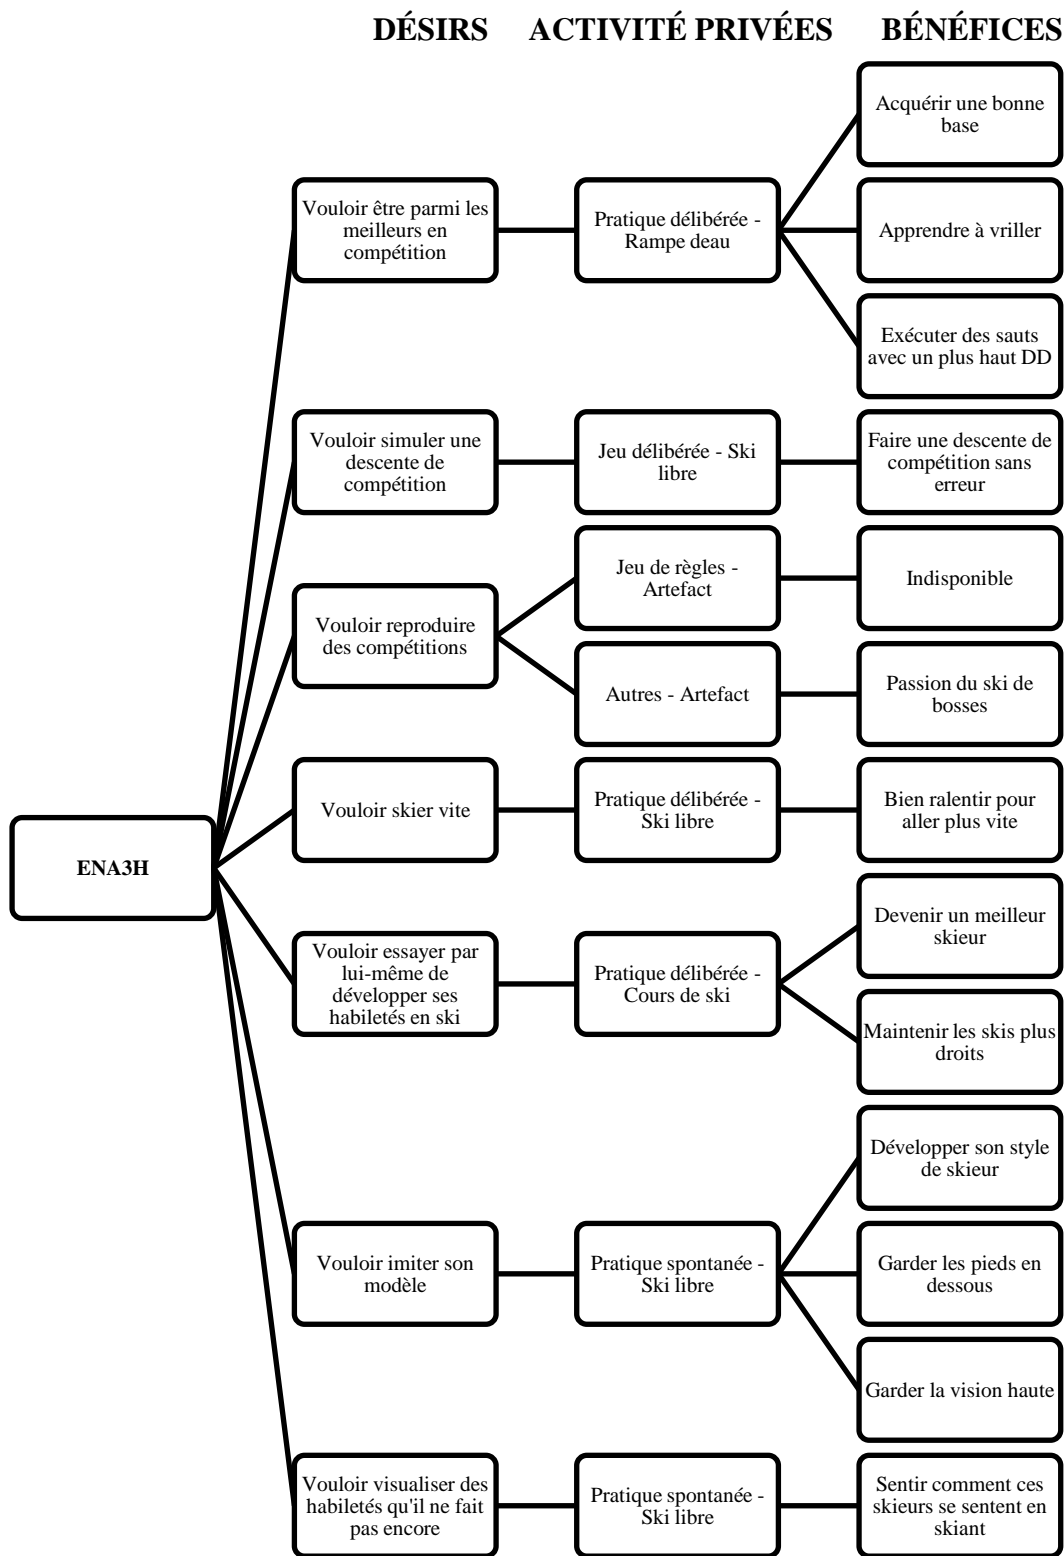 DÉSIRS ACTIVITÉ PRIVÉES BÉNÉFICES
ENA3H
Vouloir être parmi les
meilleurs en
compétition
Pratique délibérée -
Rampe deau
Acquérir une bonne
base
Apprendre à vriller
Exécuter des sauts
avec un plus haut DD
Vouloir simuler une
descente de
compétition
Jeu délibérée - Ski
libre
Faire une descente de
compétition sans
erreur
Vouloir reproduire
des compétitions
Jeu de règles -
Artefact
Indisponible
Autres - Artefact
Passion du ski de
bosses
Vouloir skier vite
Pratique délibérée -
Ski libre
Bien ralentir pour
aller plus vite
Vouloir essayer par
lui-même de
développer ses
habiletés en ski
Pratique délibérée -
Cours de ski
Devenir un meilleur
skieur
Maintenir les skis plus
droits
Vouloir imiter son
modèle
Pratique spontanée -
Ski libre
Développer son style
de skieur
Garder les pieds en
dessous
Garder la vision haute
Vouloir visualiser des
habiletés qu'il ne fait
pas encore
Pratique spontanée -
Ski libre
Sentir comment ces
skieurs se sentent en
skiant